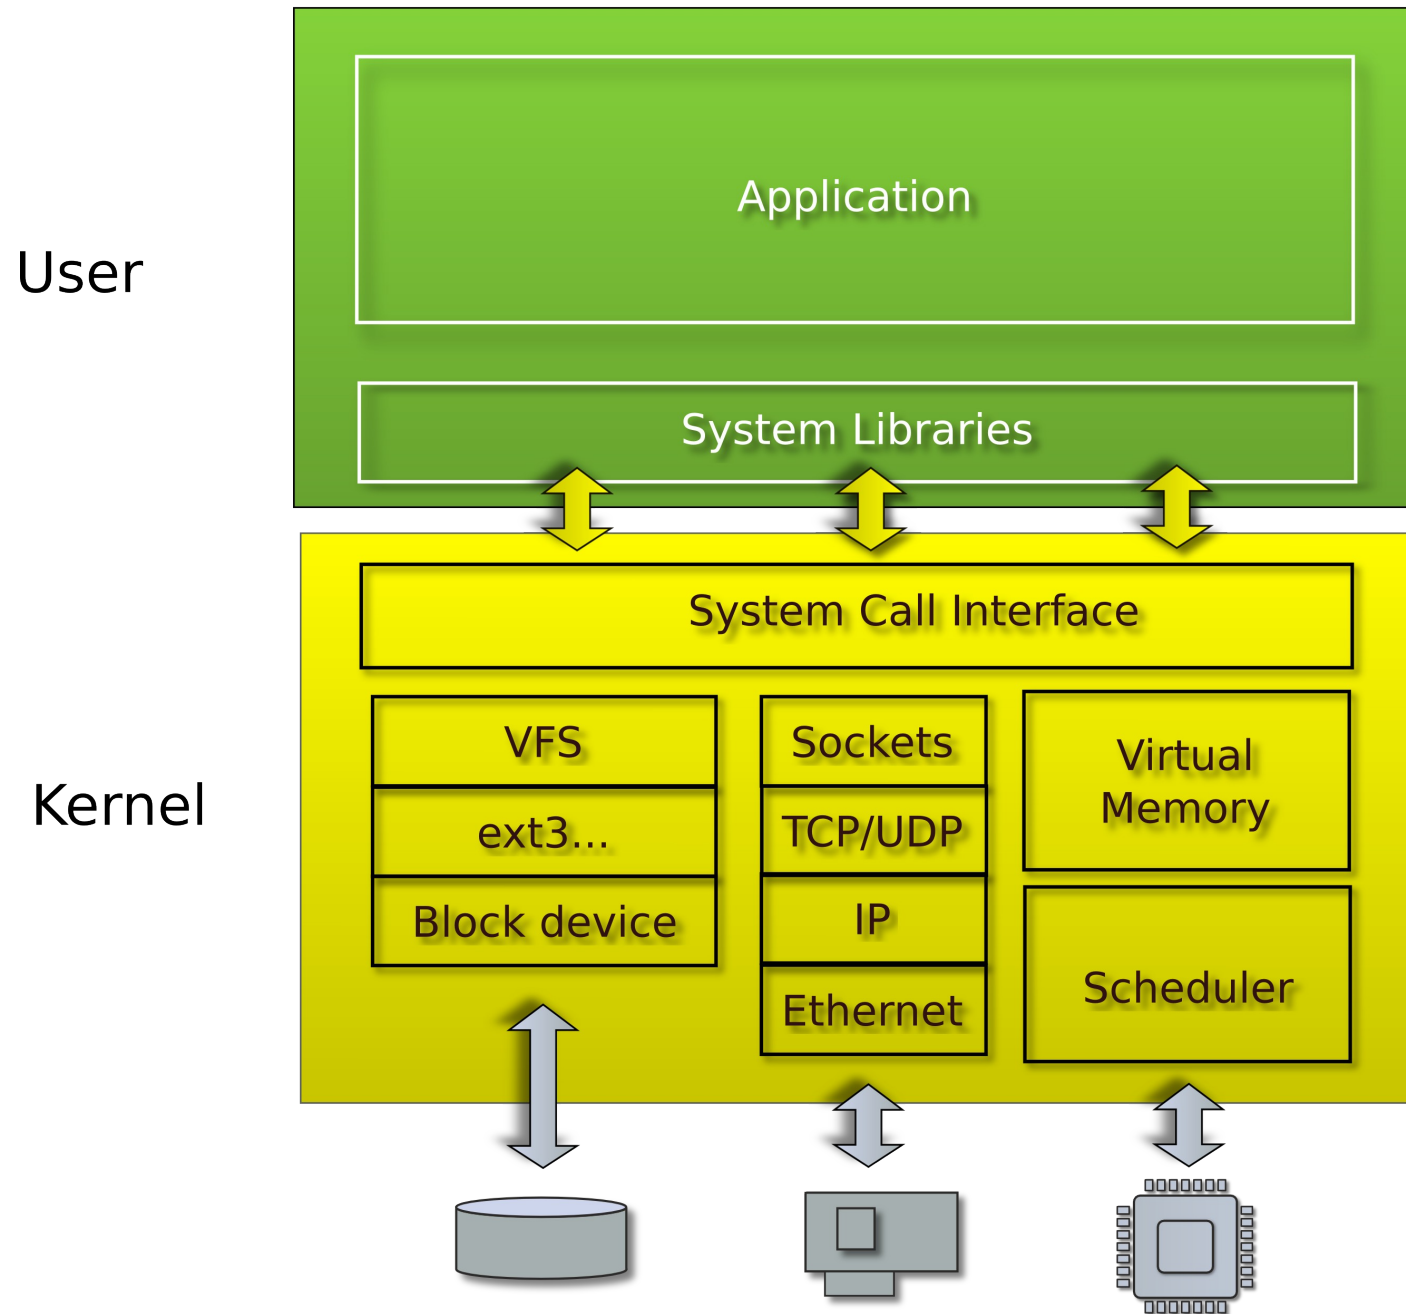 Application
User
System Libraries
System Call Interface
VFS
ext3...
Block device
Sockets
TCP/UDP
IP
Ethernet
Virtual
Memory
Scheduler
Kernel